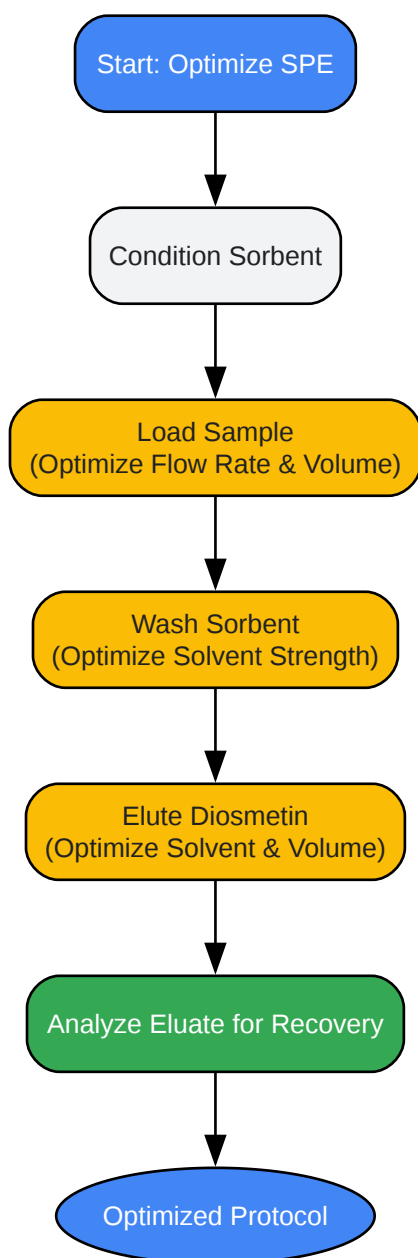 Start: Optimize SPE
Condition Sorbent
Load Sample
(Optimize Flow Rate & Volume)
Wash Sorbent
(Optimize Solvent Strength)
Elute Diosmetin
(Optimize Solvent & Volume)
Analyze Eluate for Recovery
Optimized Protocol